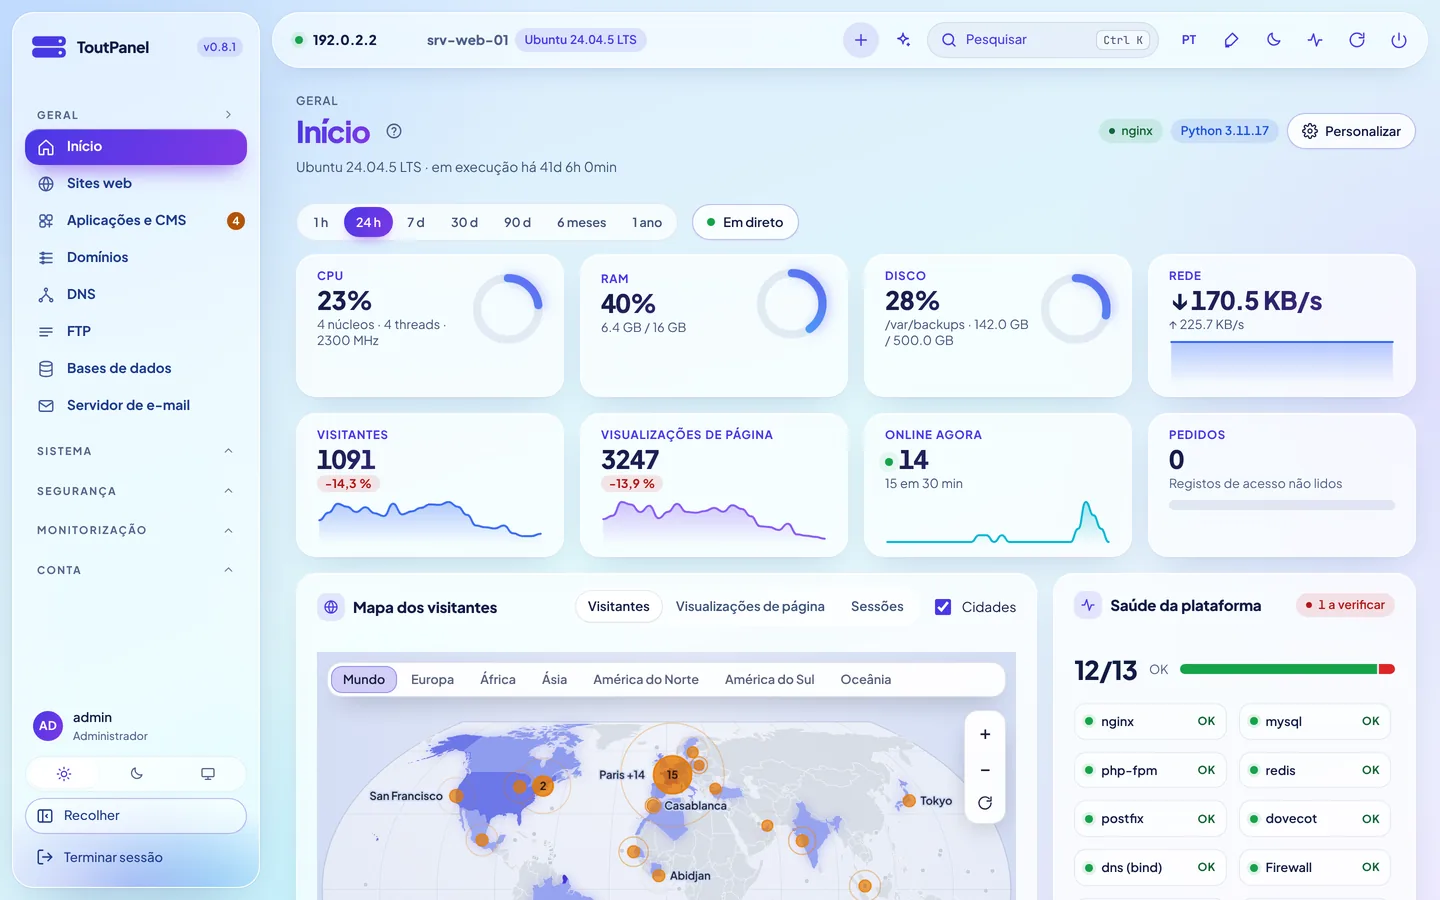 ToutPanel
v0.8.1
GERAL
Início
Sites web
Aplicações e CMS
4
Domínios
DNS
FTP
Bases de dados
Servidor de e-mail
SISTEMA
SEGURANÇA
MONITORIZAÇÃO
CONTA
AD
admin
Administrador
Recolher
Terminar sessão
192.0.2.2
srv-web-01
Ubuntu 24.04.5 LTS
Pesquisar
Ctrl K
PT
GERAL
Início
Ubuntu 24.04.5 LTS · em execução há 41d 6h 0min
nginx
Python 3.11.17
Personalizar
1 h
24 h
7 d
30 d
90 d
6 meses
1 ano
Em direto
CPU
23%
4 núcleos · 4 threads ·
2300 MHz
RAM
40%
6.4 GB / 16 GB
DISCO
28%
/var/backups · 142.0 GB
/ 500.0 GB
REDE
↓170.5 KB/s
↑ 225.7 KB/s
VISITANTES
1091
-14,3 %
VISUALIZAÇÕES DE PÁGINA
3247
-13,9 %
ONLINE AGORA
14
15 em 30 min
PEDIDOS
0
Registos de acesso não lidos
Mapa dos visitantes
Visitantes
Visualizações de página
Sessões
Cidades
Mundo
Europa
África
Ásia
América do Norte
América do Sul
Oceânia
+
−
Paris +14
15
2
San Francisco
Casablanca
Tokyo
Abidjan
Saúde da plataforma
1 a verificar
12/13
OK
nginx OK
mysql OK
php-fpm OK
redis OK
postfix OK
dovecot OK
dns (bind) OK
Firewall OK